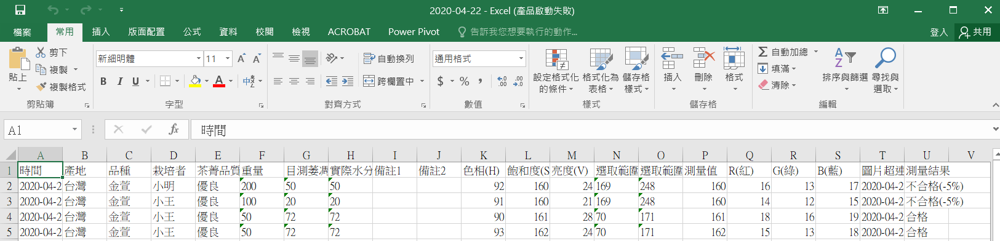 2020-04-22 - Excel (產品啟動失敗)
檔案 常用 插入 版面配置 公式 資料 校閱 檢視 ACROBAT Power Pivot 告訴我您想要執行的動作... 登入 共用
貼上 剪下 複製 複製格式 剪貼簿
新細明體 11 A A B I U A 中 字型
自動換列 跨欄置中 對齊方式
通用格式 $ % , .0 .00 .00 .0 數值
設定格式化的條件 格式化為表格 儲存格樣式 樣式
插入 刪除 格式 儲存格
Σ 自動加總 填滿 清除 排序與篩選 尋找與選取 編輯
A1 fx 時間
A B C D E F G H I J K L M N O P Q R S T U V
1 時間 產地 品種 栽培者 茶菁品質 重量 目測萎凋 實際水分 備註1 備註2 色相(H) 飽和度(S 亮度(V) 選取範圍 選取範圍 測量值 R(紅) G(綠) B(藍) 圖片超連 測量結果
2 2020-04-2 台灣 金萱 小明 優良 200 50 50 92 160 24 169 248 160 16 13 17 2020-04-2 不合格(-5%)
3 2020-04-2 台灣 金萱 小王 優良 100 20 20 91 160 21 169 248 160 14 12 15 2020-04-2 不合格(-5%)
4 2020-04-2 台灣 金萱 小王 優良 50 72 72 90 161 28 70 171 161 18 16 19 2020-04-2 合格
5 2020-04-2 台灣 金萱 小王 優良 50 72 72 93 162 24 70 171 162 15 13 18 2020-04-2 合格